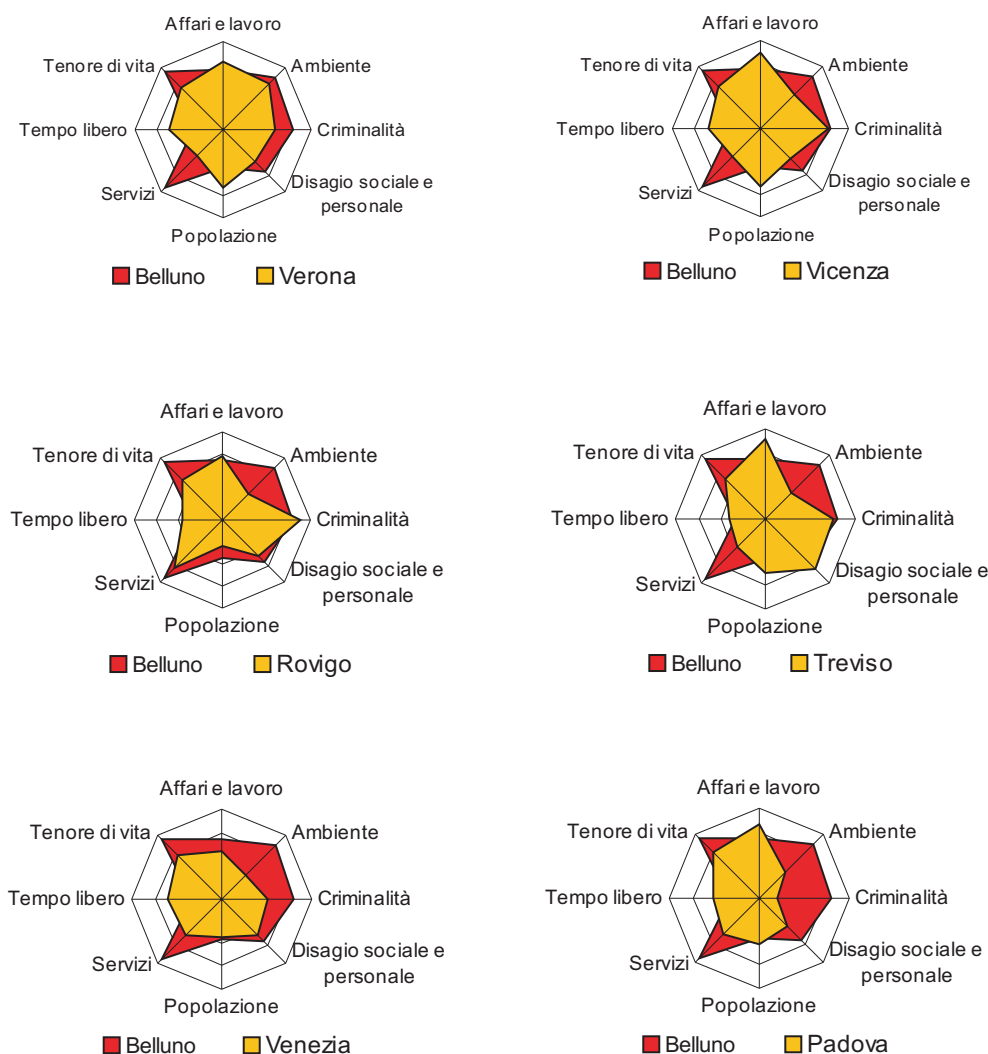 Affari e lavoro
Tenore di vita
Ambiente
Tempo libero
Criminalità
Servizi
Disagio sociale e
personale
Popolazione
Belluno
Verona
Affari e lavoro
Tenore di vita
Ambiente
Tempo libero
Criminalità
Servizi
Disagio sociale e
personale
Popolazione
Belluno
Vicenza
Affari e lavoro
Tenore di vita
Ambiente
Tempo libero
Criminalità
Servizi
Disagio sociale e
personale
Popolazione
Belluno
Rovigo
Affari e lavoro
Tenore di vita
Ambiente
Tempo libero
Criminalità
Servizi
Disagio sociale e
personale
Popolazione
Belluno
Treviso
Affari e lavoro
Tenore di vita
Ambiente
Tempo libero
Criminalità
Servizi
Disagio sociale e
personale
Popolazione
Belluno
Venezia
Affari e lavoro
Tenore di vita
Ambiente
Tempo libero
Criminalità
Servizi
Disagio sociale e
personale
Popolazione
Belluno
Padova